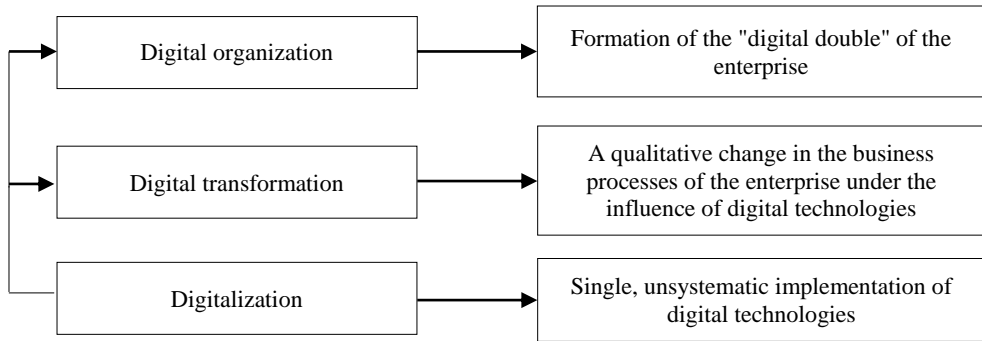 Digital organization
Formation of the "digital double" of the
enterprise
Digital transformation
A qualitative change in the business
processes of the enterprise under the
influence of digital technologies
Digitalization
Single, unsystematic implementation of
digital technologies